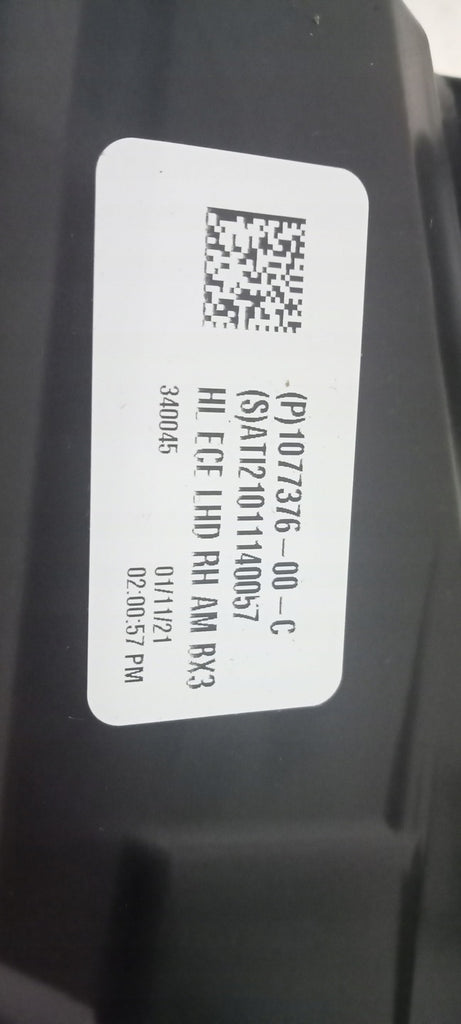 (P)1077376-00-C
(S)ATI21011140057
HL ECE LHD RH AM BX3
340045
01/11/21
02:00:57 PM